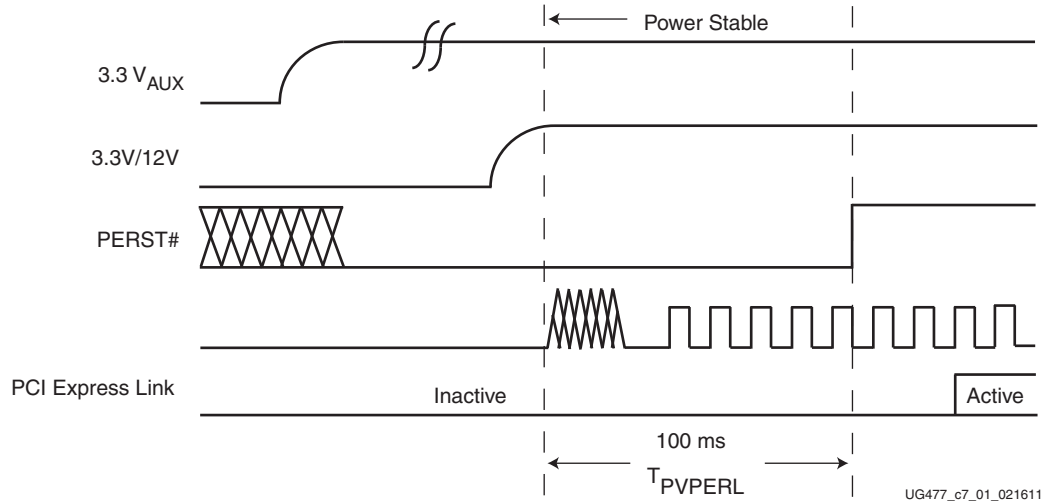 Power Stable
3.3 VAUX
3.3V/12V
PERST#
PCI Express Link
Inactive
Active
100 ms
TPVPERL
UG477_c7_01_021611